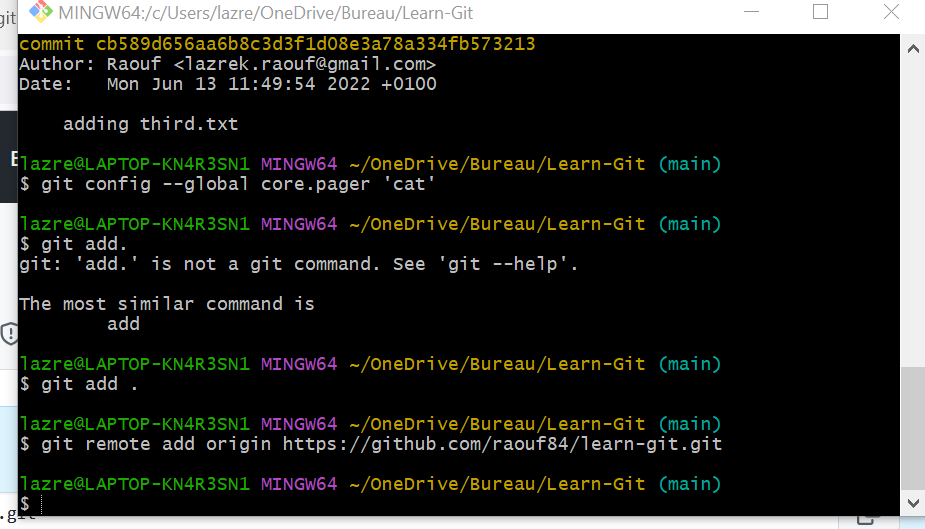 git
MINGW64:/c/Users/lazre/OneDrive/Bureau/Learn-Git
commit cb589d656aa6b8c3d3f1d08e3a78a334fb573213
Author: Raouf <lazrek.raouf@gmail.com>
Date:   Mon Jun 13 11:49:54 2022 +0100
    adding third.txt
lazre@LAPTOP-KN4R3SN1 MINGW64 ~/OneDrive/Bureau/Learn-Git (main)
$ git config --global core.pager 'cat'
lazre@LAPTOP-KN4R3SN1 MINGW64 ~/OneDrive/Bureau/Learn-Git (main)
$ git add.
git: 'add.' is not a git command. See 'git --help'.
The most similar command is
        add
lazre@LAPTOP-KN4R3SN1 MINGW64 ~/OneDrive/Bureau/Learn-Git (main)
$ git add .
lazre@LAPTOP-KN4R3SN1 MINGW64 ~/OneDrive/Bureau/Learn-Git (main)
$ git remote add origin https://github.com/raouf84/learn-git.git
lazre@LAPTOP-KN4R3SN1 MINGW64 ~/OneDrive/Bureau/Learn-Git (main)
$
.git